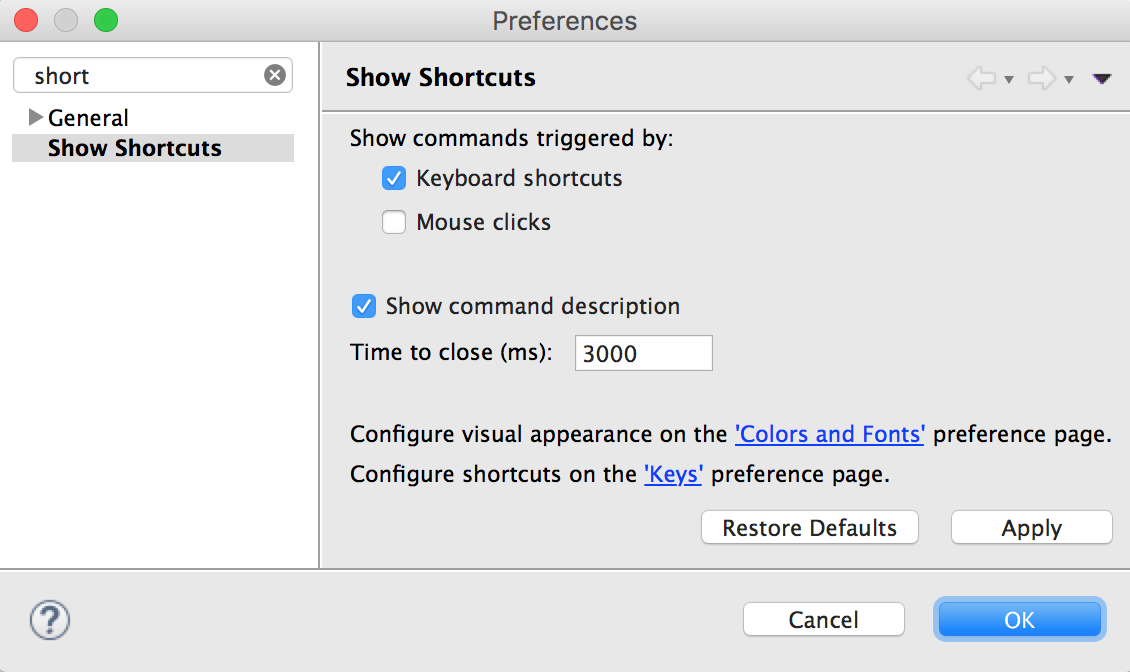 Preferences
short
General
Show Shortcuts
Show Shortcuts
Show commands triggered by:
Keyboard shortcuts
Mouse clicks
Show command description
Time to close (ms): 3000
Configure visual appearance on the 'Colors and Fonts' preference page.
Configure shortcuts on the 'Keys' preference page.
Restore Defaults Apply
? Cancel OK